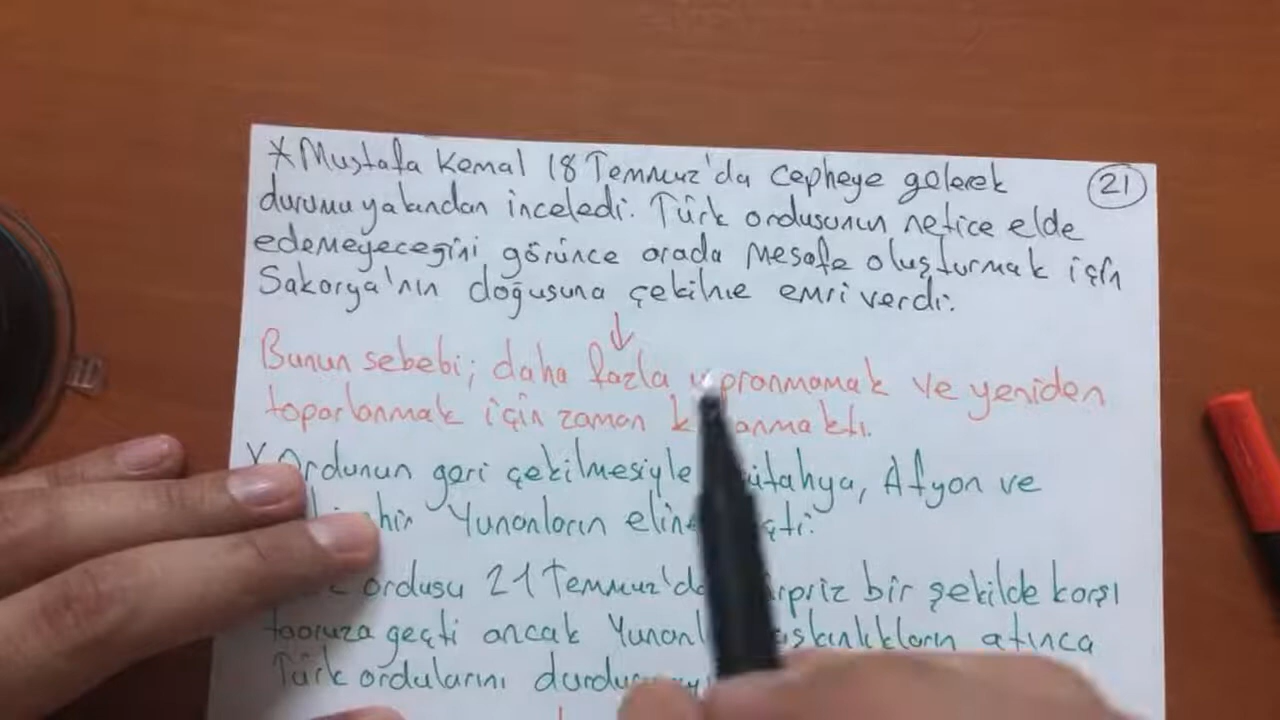 *Mustafa Kemal 18 Temmuz'da cepheye gelerek
21
durumu yakından inceledi. Türk ordusunun netice elde
edemeyeceğini görünce arada mesafe oluşturmak için
Sakarya'nın doğusuna çekilme emri verdi.
↓
Bunun sebebi; daha fazla yıpranmamak ve yeniden
toparlanmak için zaman kazanmaktı.
*Ordunun geri çekilmesiyle Kütahya, Afyon ve
Yunanların eline geçti.
ordusu 21 Temmuz'da bir şekilde karşı
taaruza geçti ancak atınca
Türk ordularını